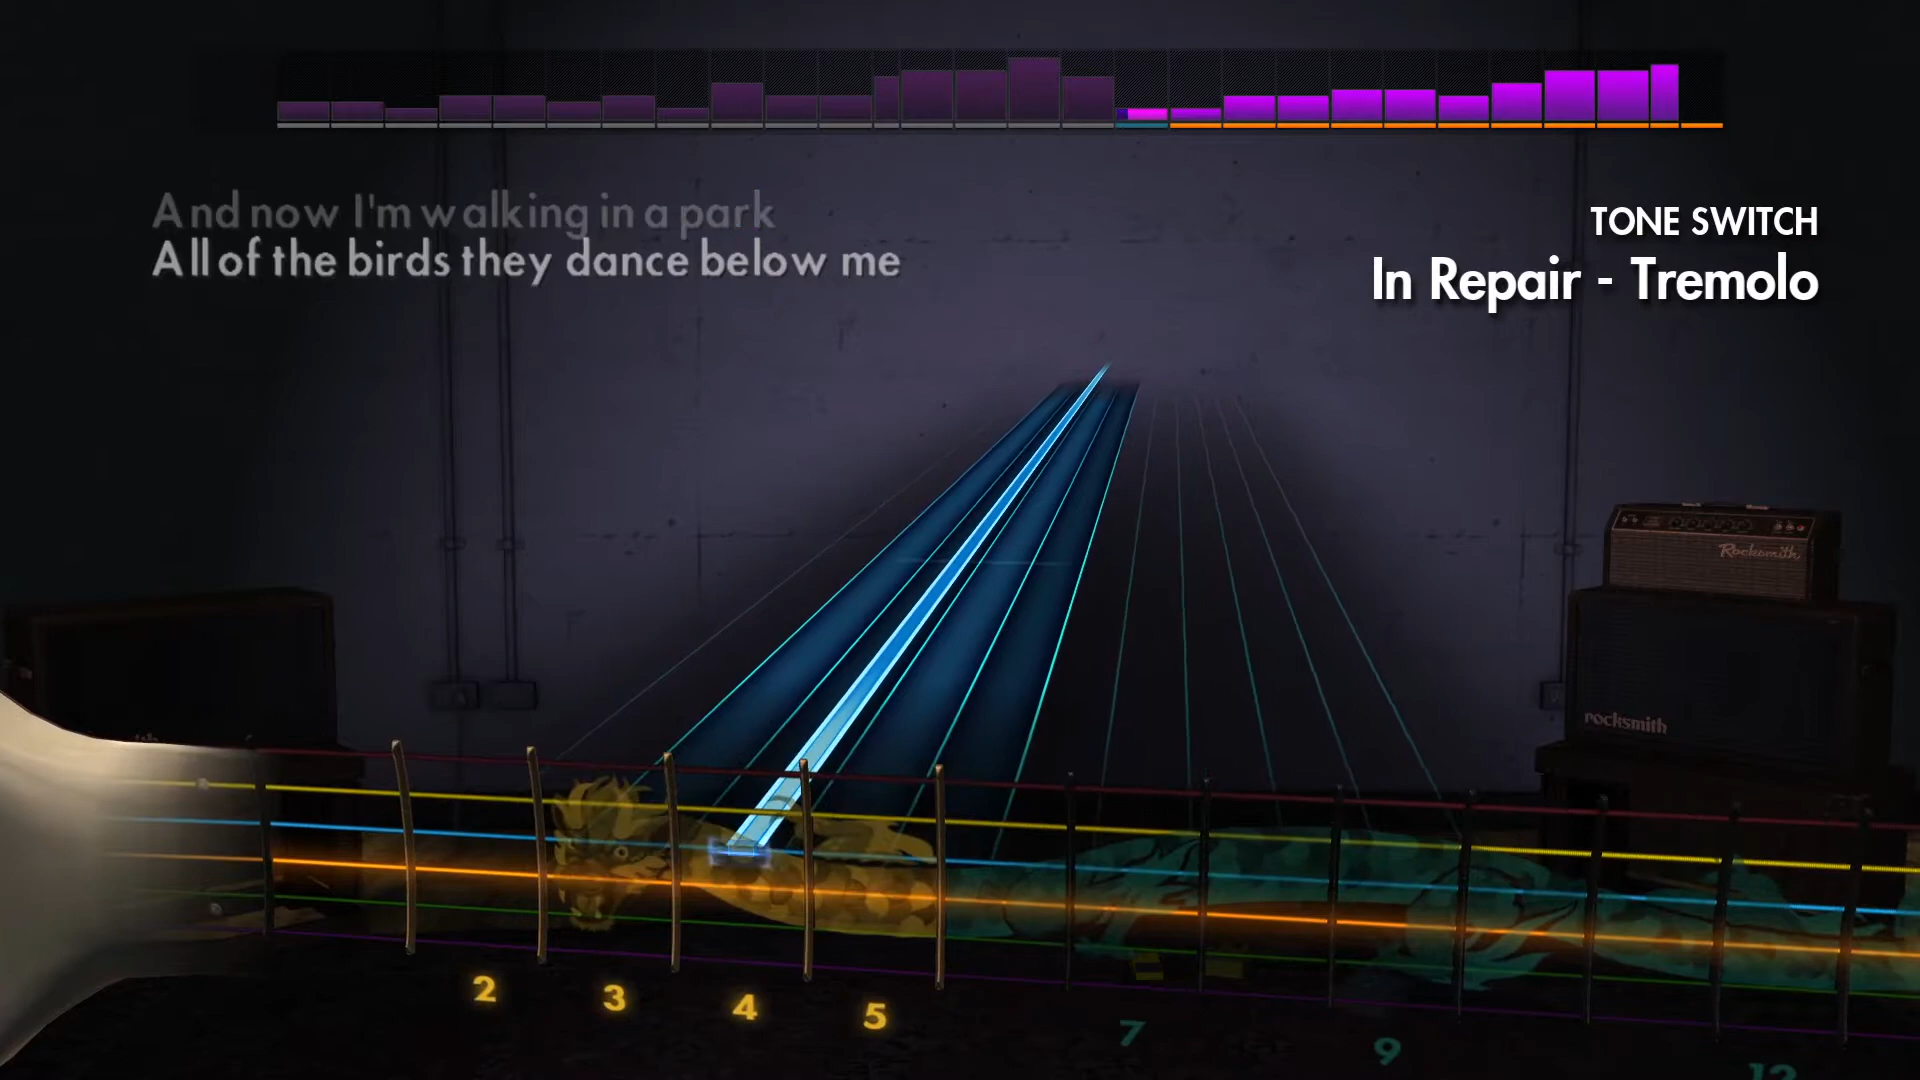 And now I'm walking in a park
All of the birds they dance below me
TONE SWITCH
In Repair - Tremolo
Rocksmith
rocksmith
2
3
4
5
7
9
12